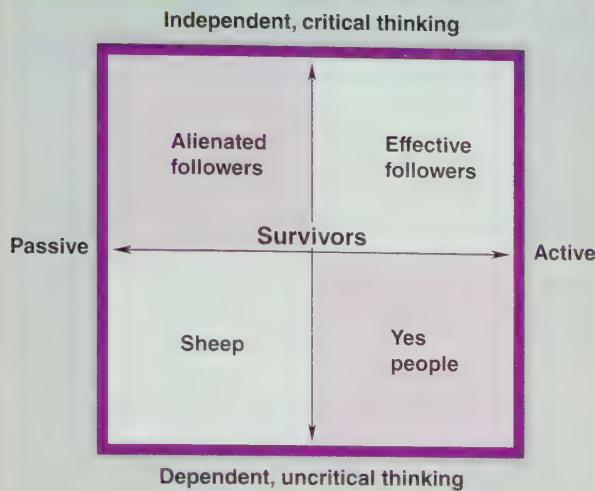 Independent, critical thinking
Alienated
followers
Effective
followers
Passive
Survivors
Active
Sheep
Yes
people
Dependent, uncritical thinking